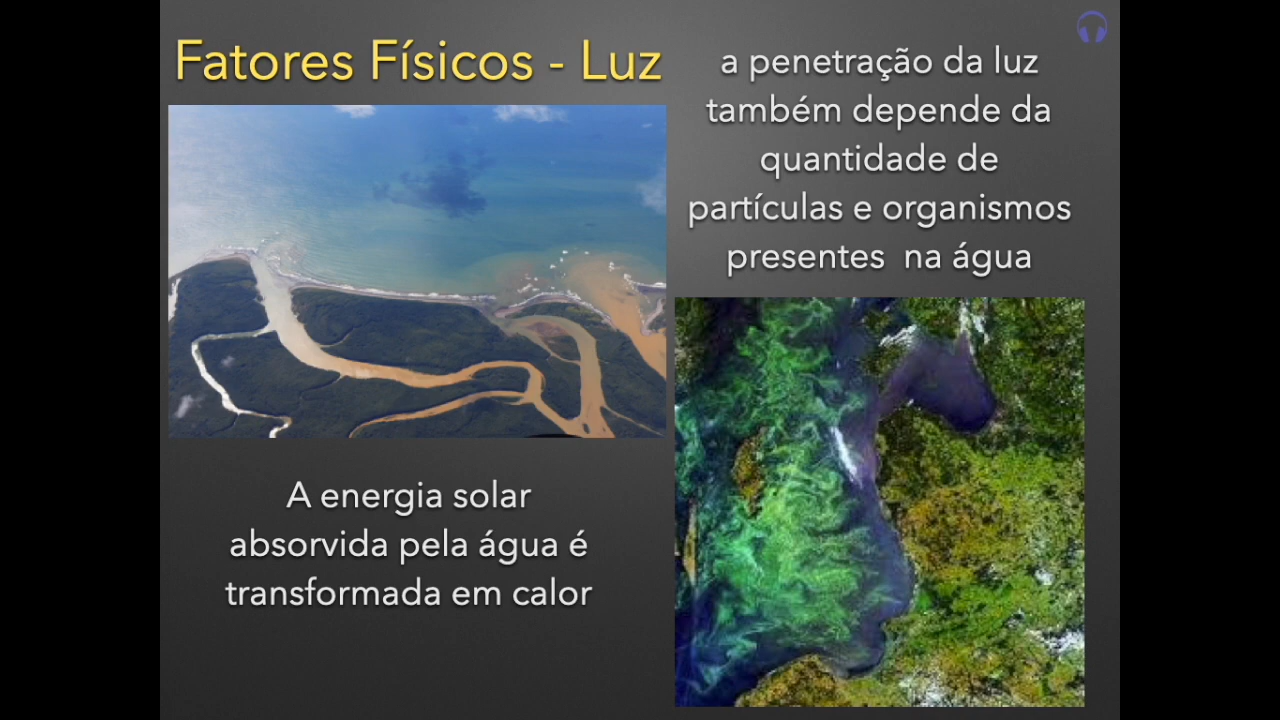 Fatores Físicos - Luz
a penetração da luz
também depende da
quantidade de
partículas e organismos
presentes na água
A energia solar
absorvida pela água é
transformada em calor